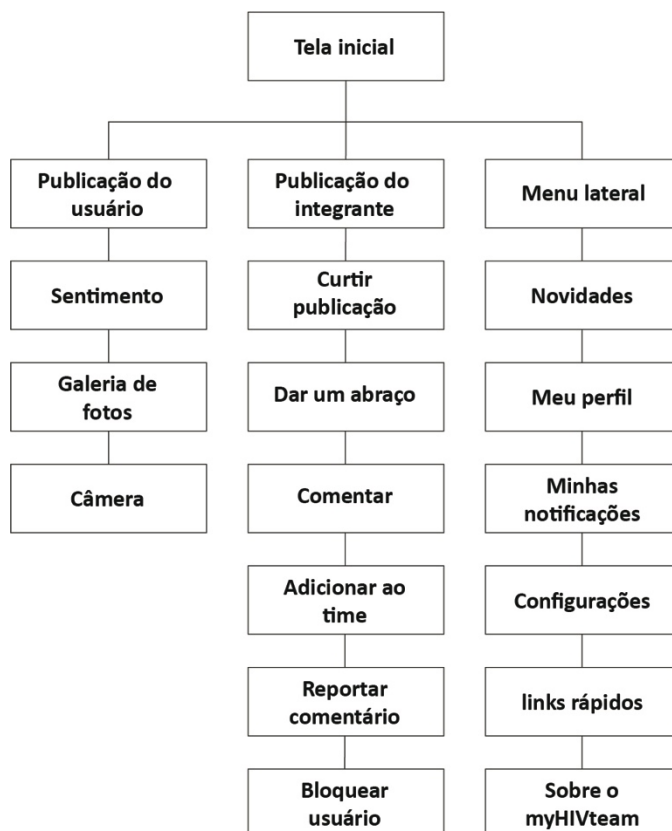 Tela inicial
Publicação do
usuário
Publicação do
integrante
Menu lateral
Sentimento
Curtir
publicação
Novidades
Galeria de
fotos
Dar um abraço
Meu perfil
Câmera
Comentar
Minhas
notificações
Adicionar ao
time
Configurações
Reportar
comentário
links rápidos
Bloquear
usuário
Sobre o
myHIVteam